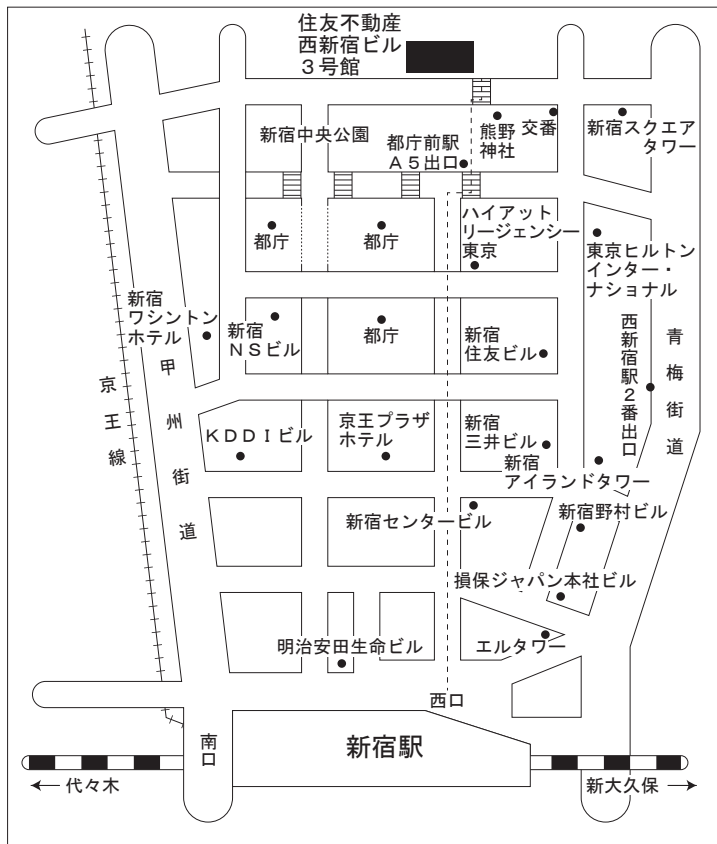 住友不動産
西新宿ビル
３号館
新宿中央公園
都庁前駅
Ａ５出口
熊野
神社
交番
新宿スクエア
タワー
都庁
都庁
ハイアット
リージェンシー
東京
東京ヒルトン
インター・
ナショナル
新宿
ワシントン
ホテル
新宿
ＮＳビル
都庁
新宿
住友ビル
西新宿駅２番出口
青梅街道
京王線
甲州街道
ＫＤＤＩビル
京王プラザ
ホテル
新宿
三井ビル
新宿
アイランドタワー
新宿センタービル
新宿野村ビル
損保ジャパン本社ビル
明治安田生命ビル
エルタワー
西口
南口
新宿駅
代々木
新大久保